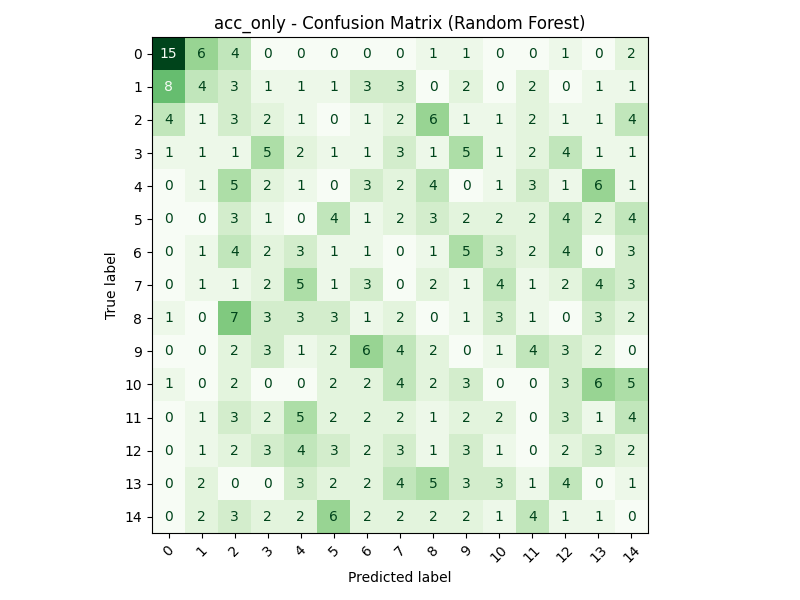 acc_only - Confusion Matrix (Random Forest)
0 15 6 4 0 0 0 0 0 1 1 0 0 1 0 2
1 8 4 3 1 1 1 3 3 0 2 0 2 0 1 1
2 4 1 3 2 1 0 1 2 6 1 1 2 1 1 4
3 1 1 1 5 2 1 1 3 1 5 1 2 4 1 1
4 0 1 5 2 1 0 3 2 4 0 1 3 1 6 1
5 0 0 3 1 0 4 1 2 3 2 2 2 4 2 4
6 0 1 4 2 3 1 1 0 1 5 3 2 4 0 3
7 0 1 1 2 5 1 3 0 2 1 4 1 2 4 3
8 1 0 7 3 3 3 1 2 0 1 3 1 0 3 2
9 0 0 2 3 1 2 6 4 2 0 1 4 3 2 0
10 1 0 2 0 0 2 2 4 2 3 0 0 3 6 5
11 0 1 3 2 5 2 2 2 1 2 2 0 3 1 4
12 0 1 2 3 4 3 2 3 1 3 1 0 2 3 2
13 0 2 0 0 3 2 2 4 5 3 3 1 4 0 1
14 0 2 3 2 2 6 2 2 2 2 1 4 1 1 0
0 1 2 3 4 5 6 7 8 9 10 11 12 13 14
Predicted label
True label